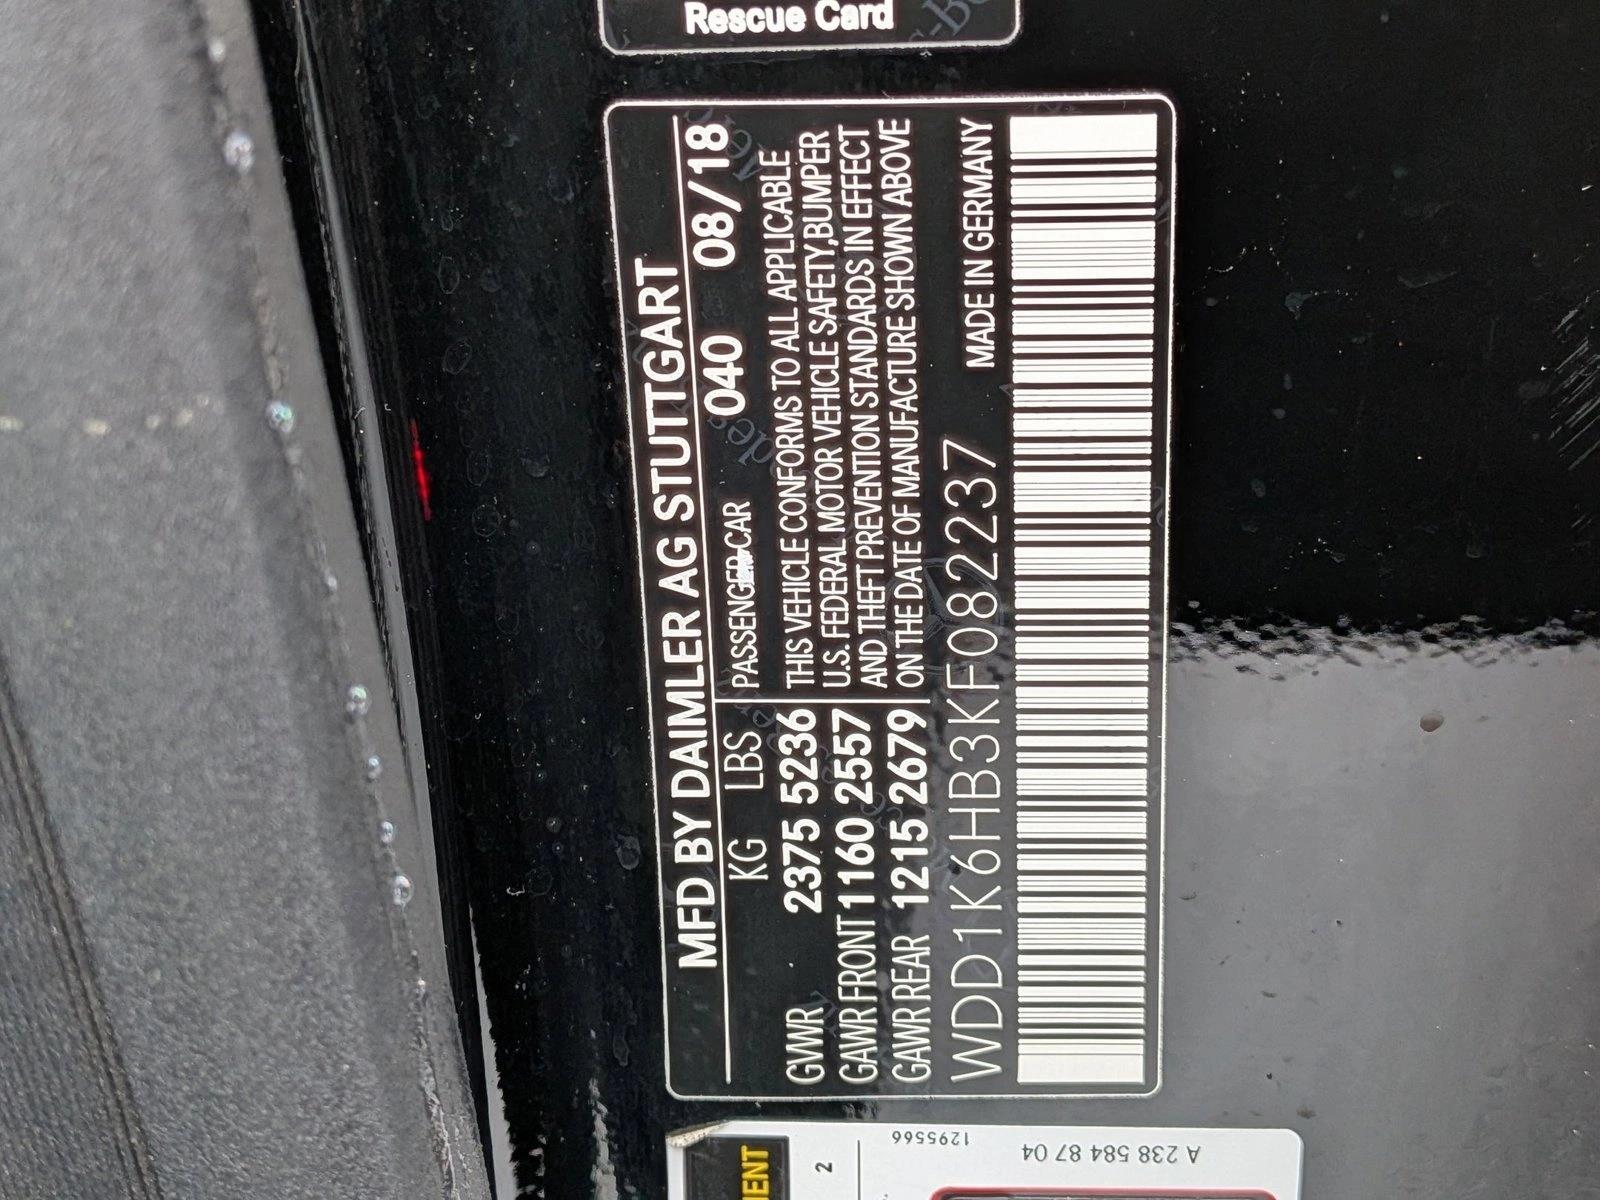 Rescue Card
MFD BY DAIMLER AG STUTTGART
KG LBS PASSENGER CAR 040 08/18
GVWR 2375 5236
GAWR FRONT 1160 2557
GAWR REAR 1215 2679
THIS VEHICLE CONFORMS TO ALL APPLICABLE
U.S. FEDERAL MOTOR VEHICLE SAFETY,BUMPER
AND THEFT PREVENTION STANDARDS IN EFFECT
ON THE DATE OF MANUFACTURE SHOWN ABOVE
WDD1K6HB3KF082237 MADE IN GERMANY
2
1295566
A 238 584 87 04